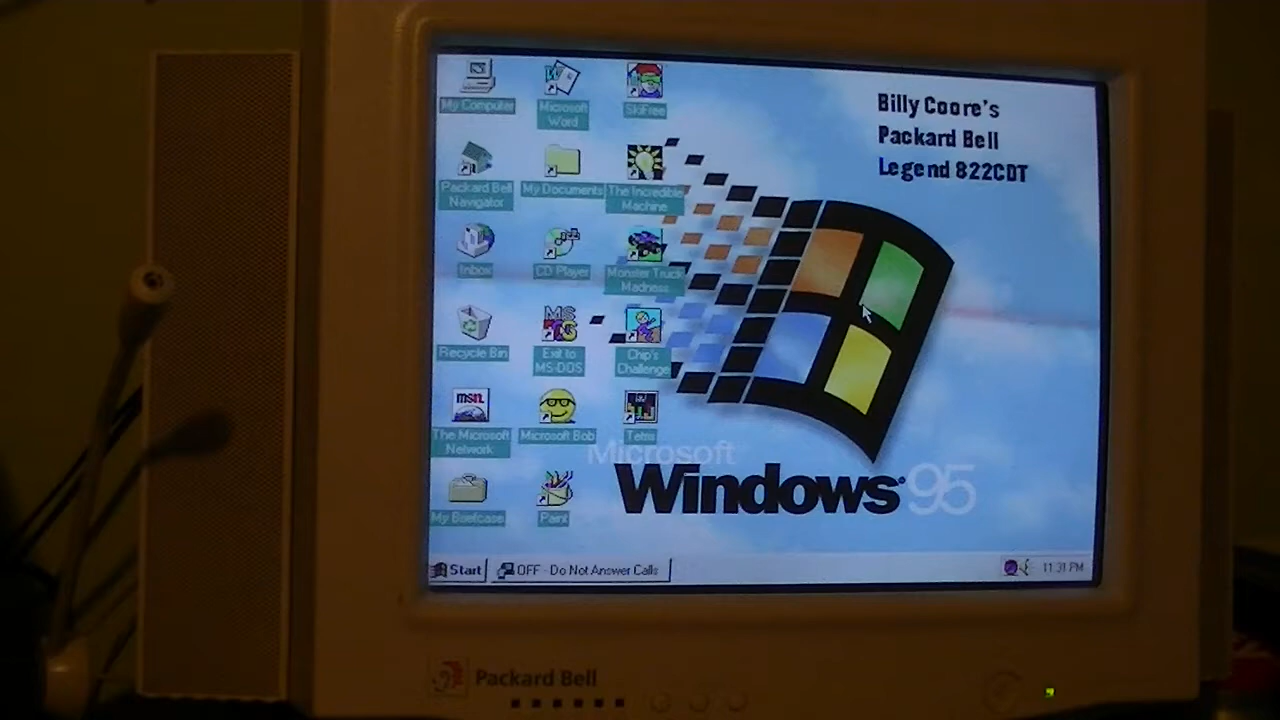 My Computer
Microsoft
Word
SkiFree
Billy Coore's
Packard Bell
Legend 822CDT
Packard Bell
Navigator
My Documents
The Incredible
Machine
Inbox
CD Player
Monster Truck
Madness
MS
Recycle Bin
Exit to
MS-DOS
Chip's
Challenge
msn.
The Microsoft
Network
Microsoft Bob
Tetris
My Briefcase
Paint
Microsoft
Windows 95
Start
OFF - Do Not Answer Calls
11:31 PM
Packard Bell